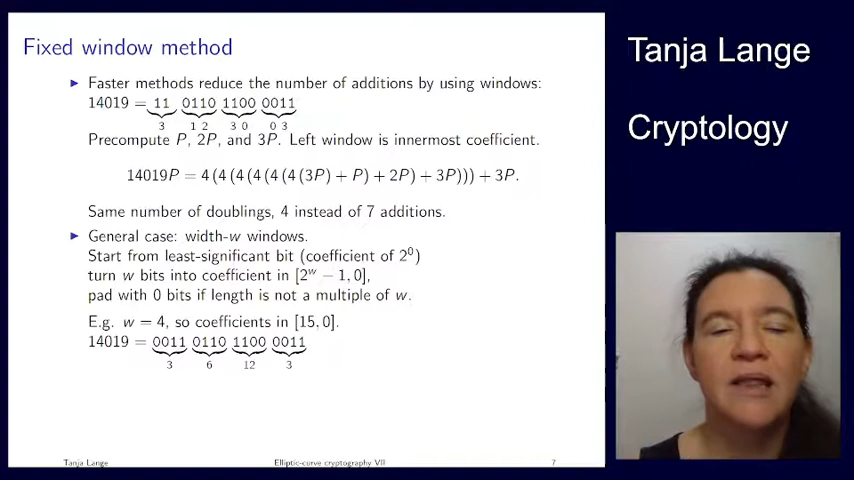 Fixed window method
▶ Faster methods reduce the number of additions by using windows:
14019 = 11 0110 1100 0011
3 1 2 3 0 0 3
Precompute P, 2P, and 3P. Left window is innermost coefficient.
14019P = 4(4(4(4(4(4(3P) + P) + 2P) + 3P))) + 3P.
Same number of doublings, 4 instead of 7 additions.
▶ General case: width-w windows.
Start from least-significant bit (coefficient of 2⁰)
turn w bits into coefficient in [2ʷ − 1, 0],
pad with 0 bits if length is not a multiple of w.
E.g. w = 4, so coefficients in [15, 0].
14019 = 0011 0110 1100 0011
3 6 12 3
Tanja Lange Elliptic-curve cryptography VII 7
Tanja Lange
Cryptology